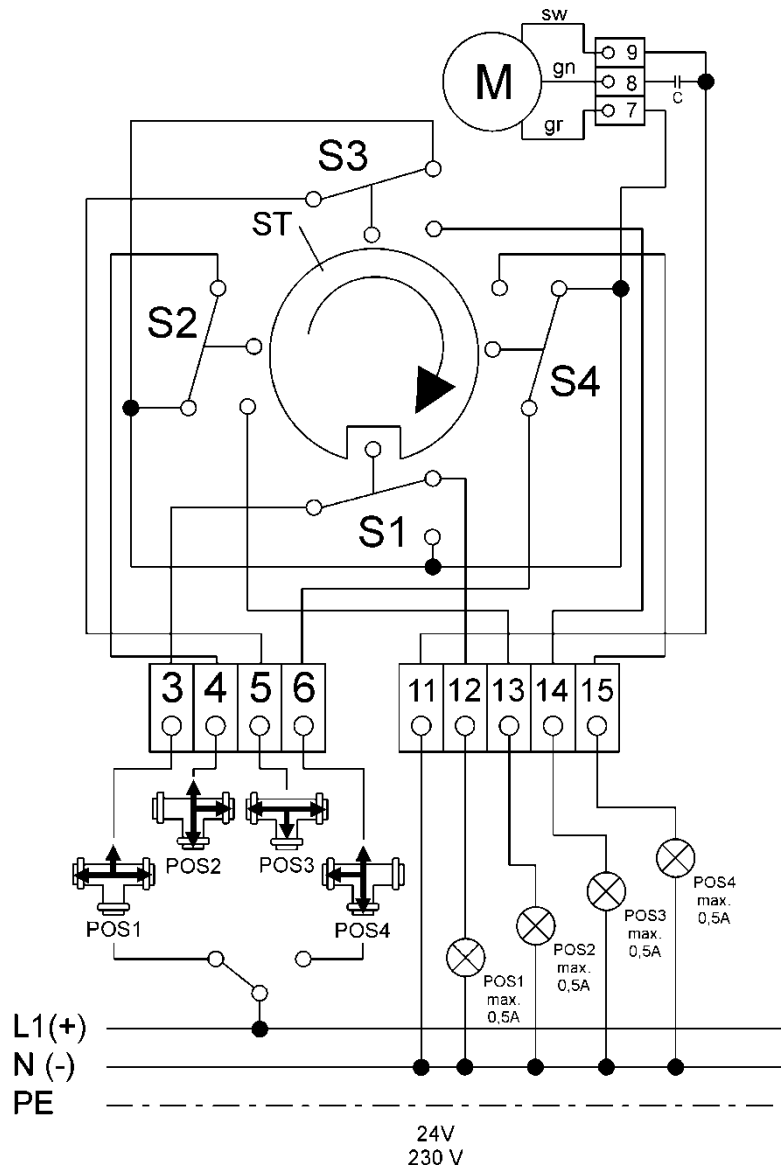 sw
9
M
gn
8
C
gr
7
S3
ST
S2
S4
S1
3 4 5 6
11 12 13 14 15
POS1
POS2
POS3
POS4
POS1
max.
0,5A
POS2
max.
0,5A
POS3
max.
0,5A
POS4
max.
0,5A
L1(+)
N (-)
PE
24V
230 V